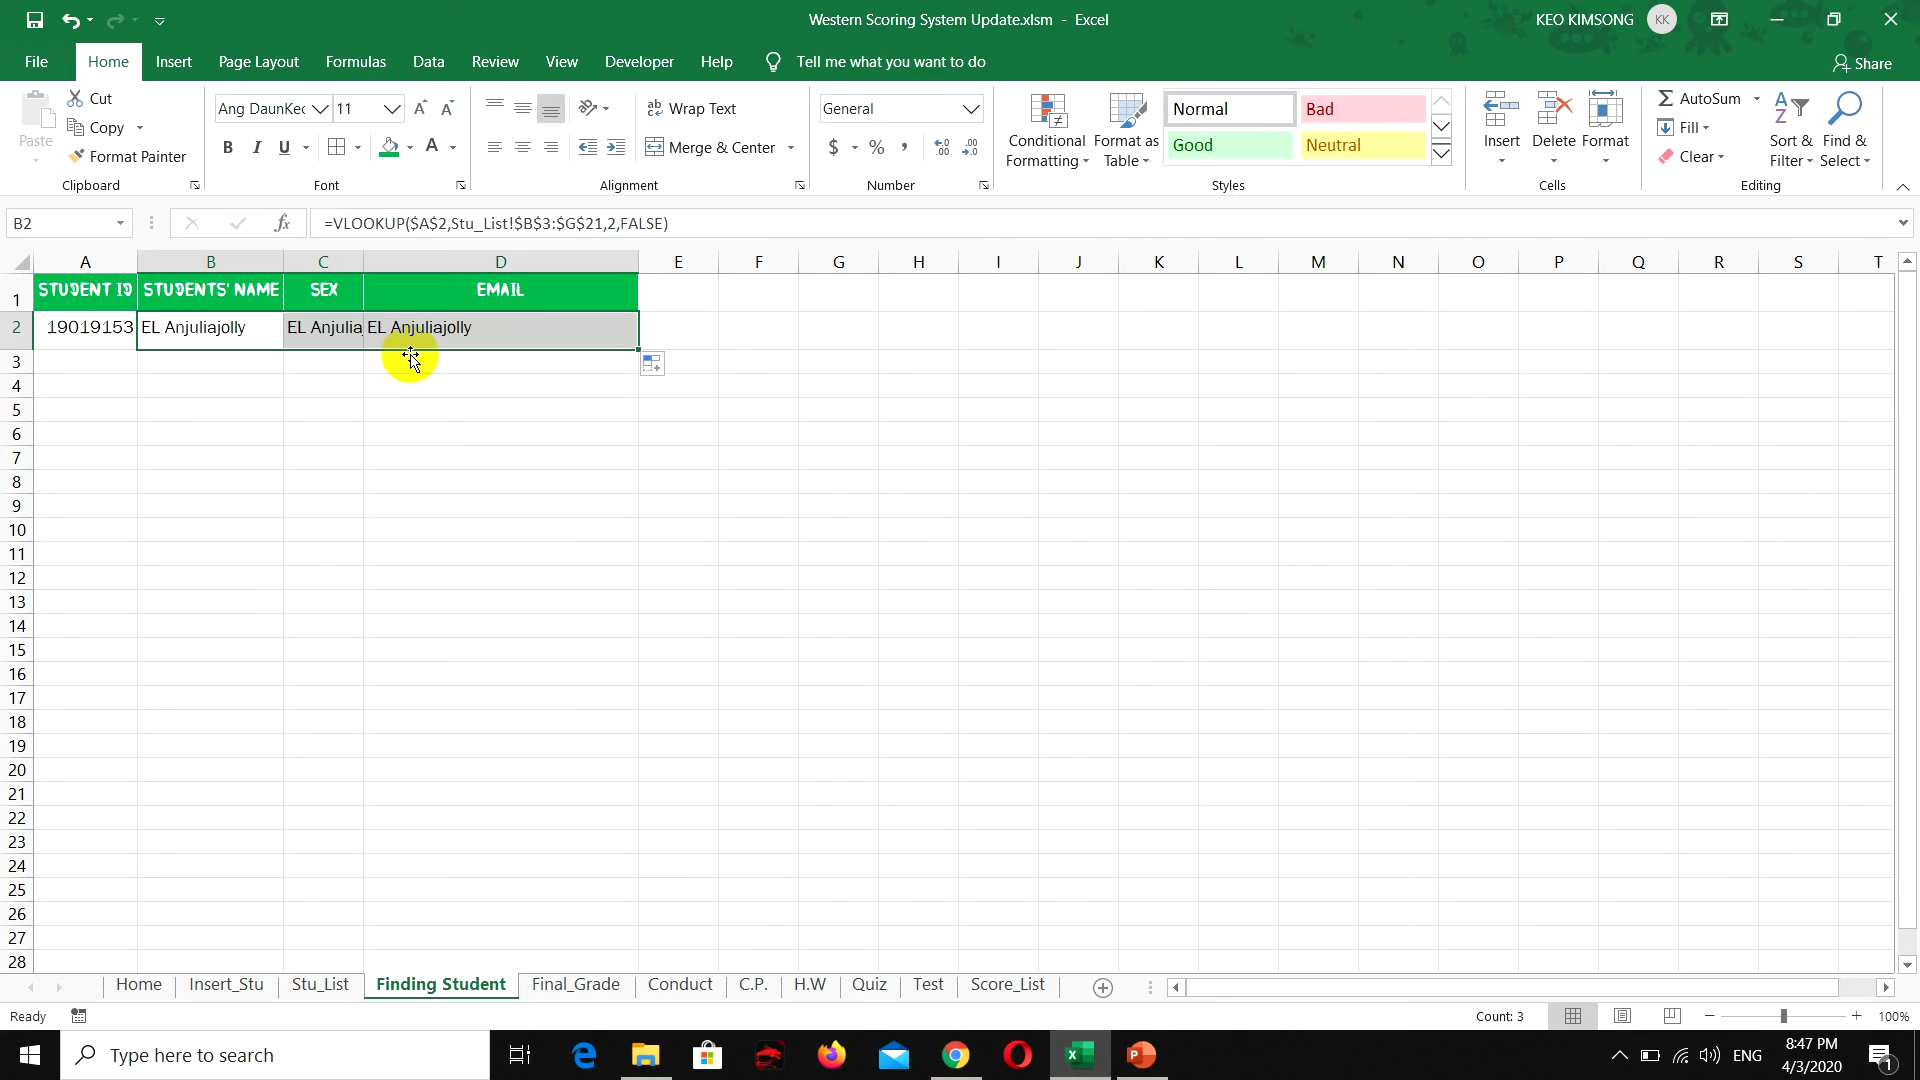 Western Scoring System Update.xlsm - Excel
KEO KIMSONG
KK
File
Home
Insert
Page Layout
Formulas
Data
Review
View
Developer
Help
Tell me what you want to do
Share
Paste
Cut
Copy
Format Painter
Clipboard
Ang DaunKec
11
B I U
A
Font
Wrap Text
Merge & Center
Alignment
General
$ % ,
Number
Conditional
Formatting
Format as
Table
Normal
Bad
Good
Neutral
Styles
Insert
Delete
Format
Cells
AutoSum
Fill
Clear
Sort &
Filter
Find &
Select
Editing
B2
fx
=VLOOKUP($A$2,Stu_List!$B$3:$G$21,2,FALSE)
A B C D E F G H I J K L M N O P Q R S T
1 STUDENT ID STUDENTS' NAME SEX EMAIL
2 19019153 EL Anjuliajolly EL Anjulia EL Anjuliajolly
3
4
5
6
7
8
9
10
11
12
13
14
15
16
17
18
19
20
21
22
23
24
25
26
27
28
Home
Insert_Stu
Stu_List
Finding Student
Final_Grade
Conduct
C.P.
H.W
Quiz
Test
Score_List
Ready
Count: 3
100%
Type here to search
ENG
8:47 PM
4/3/2020
1